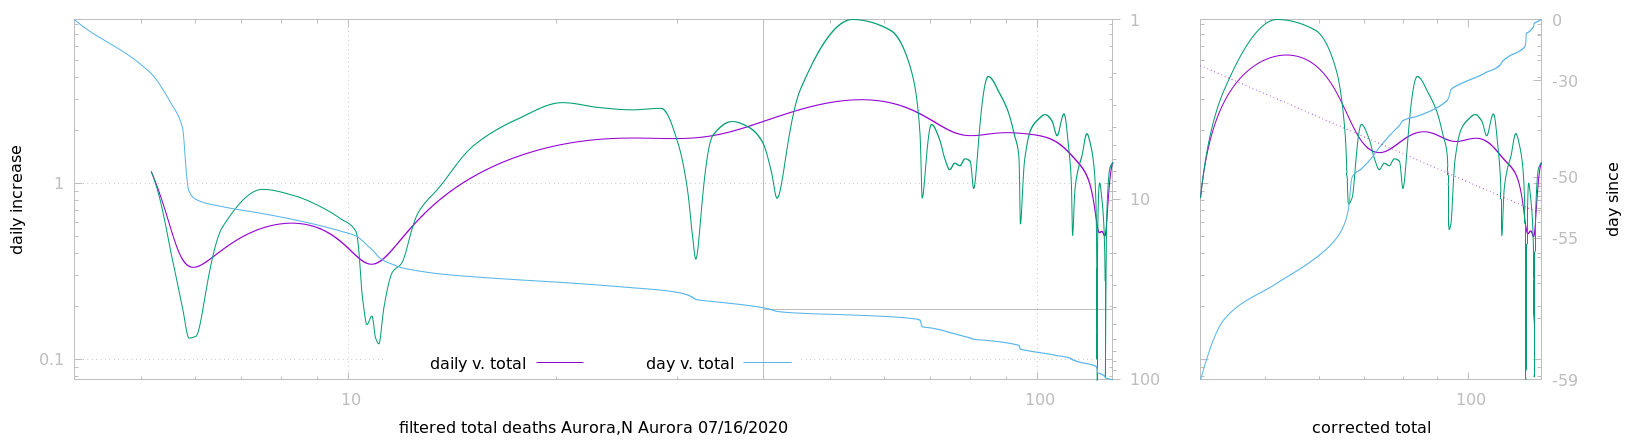 daily increase
1
0.1
10
100
1
10
100
daily v. total
day v. total
filtered total deaths Aurora,N Aurora 07/16/2020
0
-30
-50
-55
-59
day since
100
corrected total